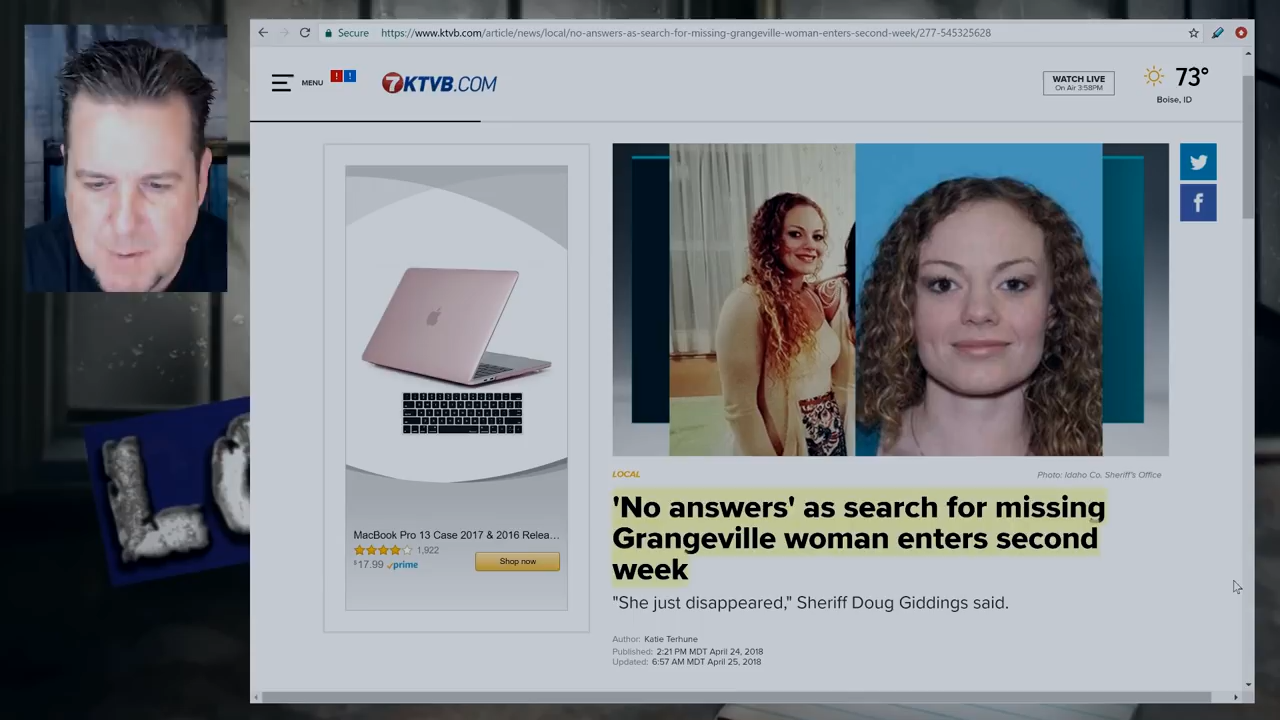 Secure https://www.ktvb.com/article/news/local/no-answers-as-search-for-missing-grangeville-woman-enters-second-week/277-545325628
MENU ! ! 7KTVB.COM
WATCH LIVE
On Air 3:58PM
73°
Boise, ID
LO
LOCAL
Photo: Idaho Co. Sheriff's Office
'No answers' as search for missing
Grangeville woman enters second
week
"She just disappeared," Sheriff Doug Giddings said.
Author: Katie Terhune
Published: 2:21 PM MDT April 24, 2018
Updated: 6:57 AM MDT April 25, 2018
MacBook Pro 13 Case 2017 & 2016 Relea...
1,922
$17.99 prime
Shop now